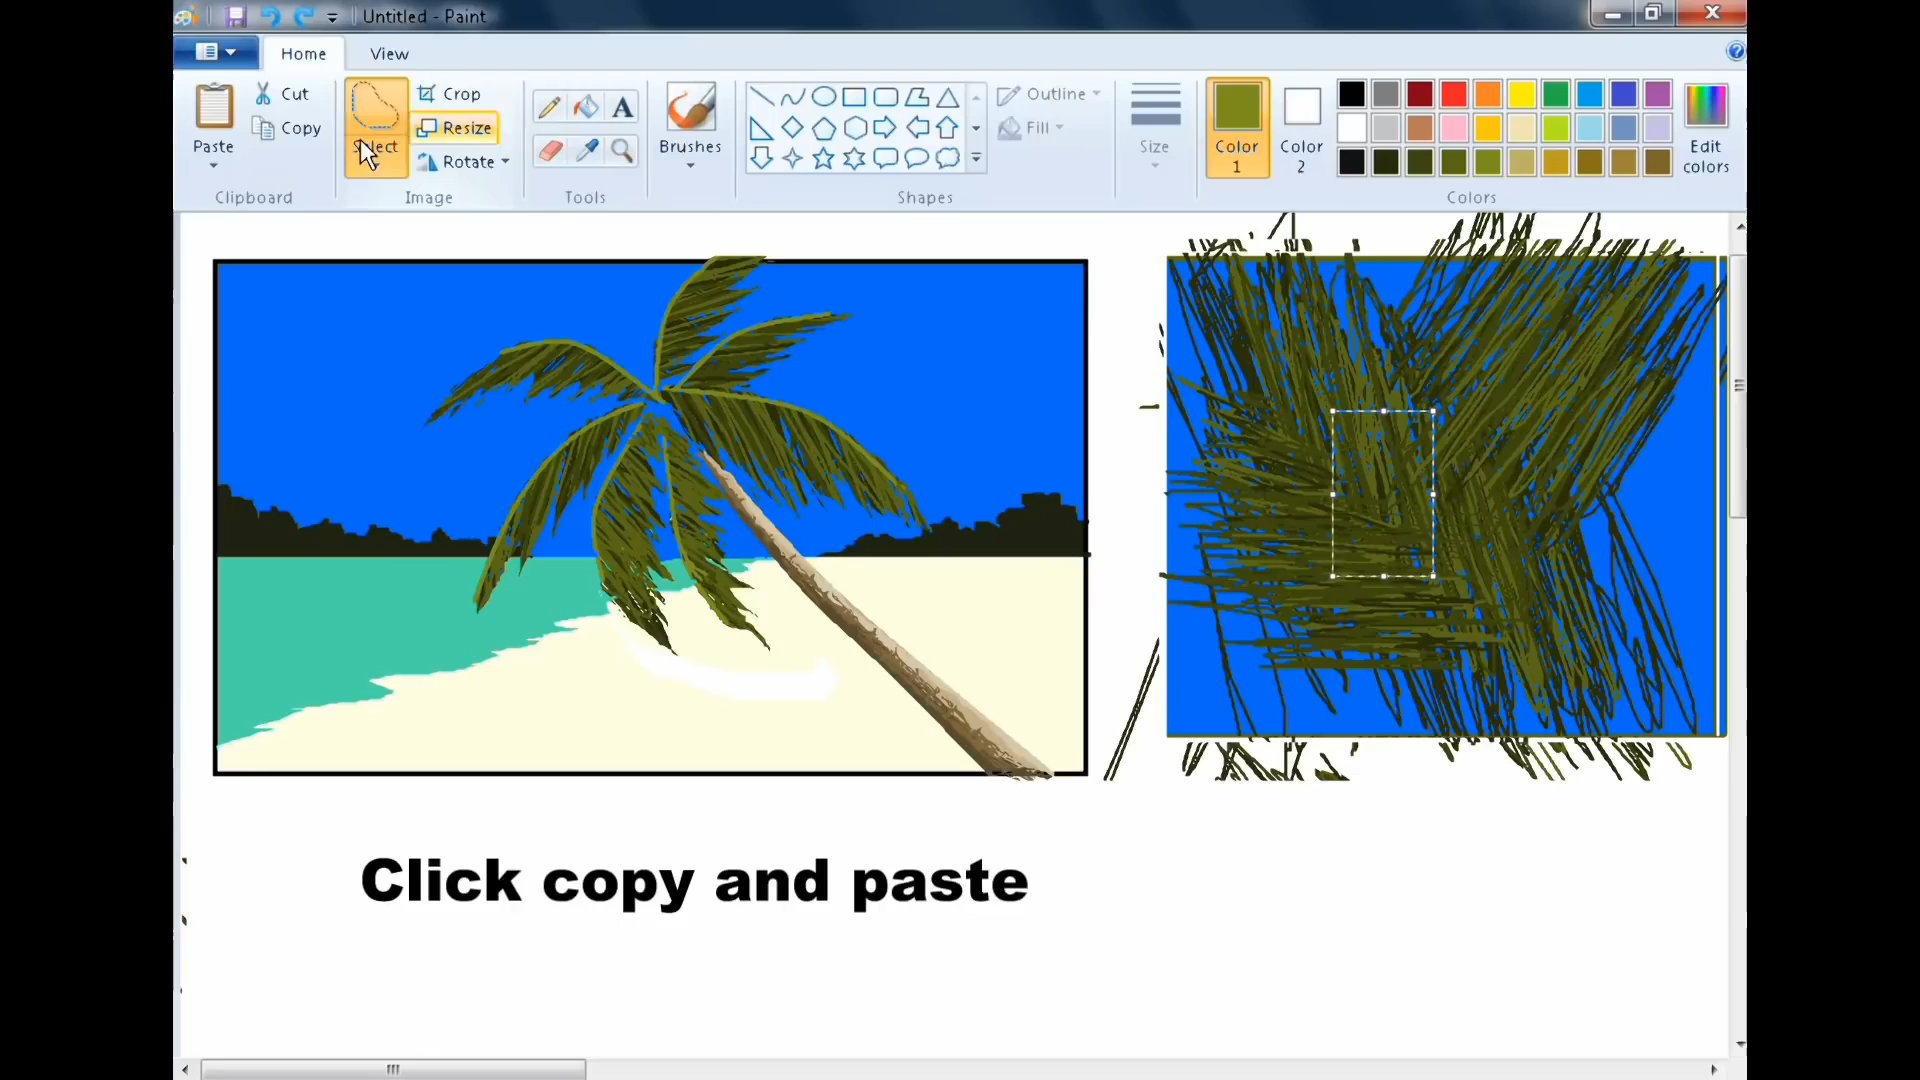 Untitled - Paint
Home View
Paste
Cut
Copy
Clipboard
Select
Crop
Resize
Rotate
Image
Tools
Brushes
Outline
Fill
Shapes
Size
Color 1
Color 2
Edit colors
Colors
Click copy and paste